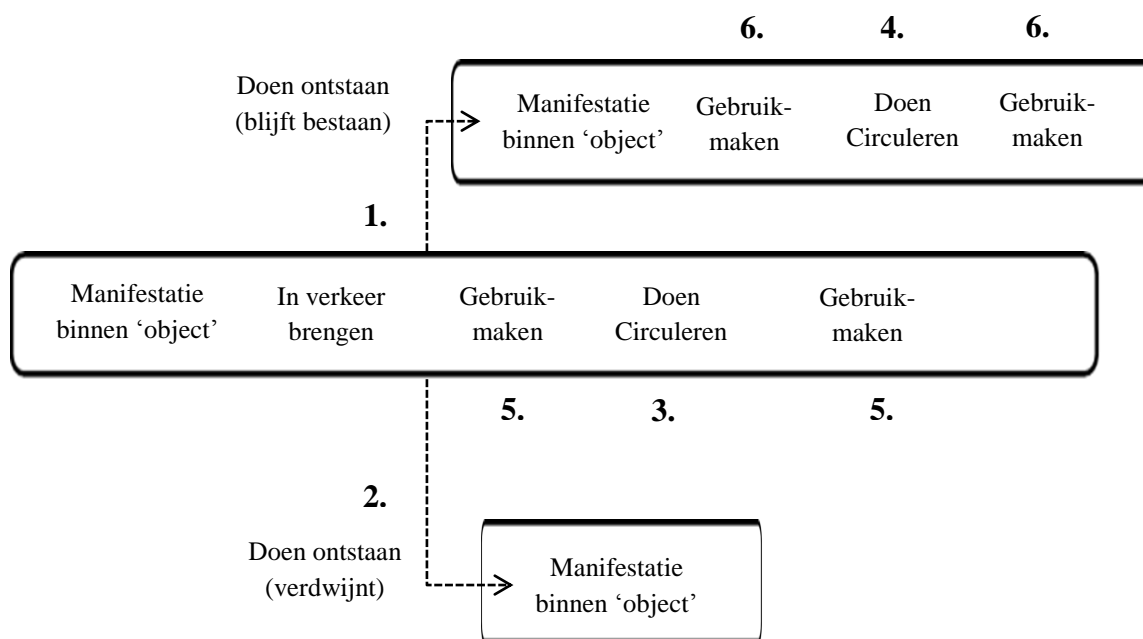 6. 4. 6.
Doen ontstaan
(blijft bestaan)
Manifestatie
binnen ‘object’
Gebruik-
maken
Doen
Circuleren
Gebruik-
maken
1.
Manifestatie
binnen ‘object’
In verkeer
brengen
Gebruik-
maken
Doen
Circuleren
Gebruik-
maken
5. 3. 5.
2.
Doen ontstaan
(verdwijnt)
Manifestatie
binnen ‘object’